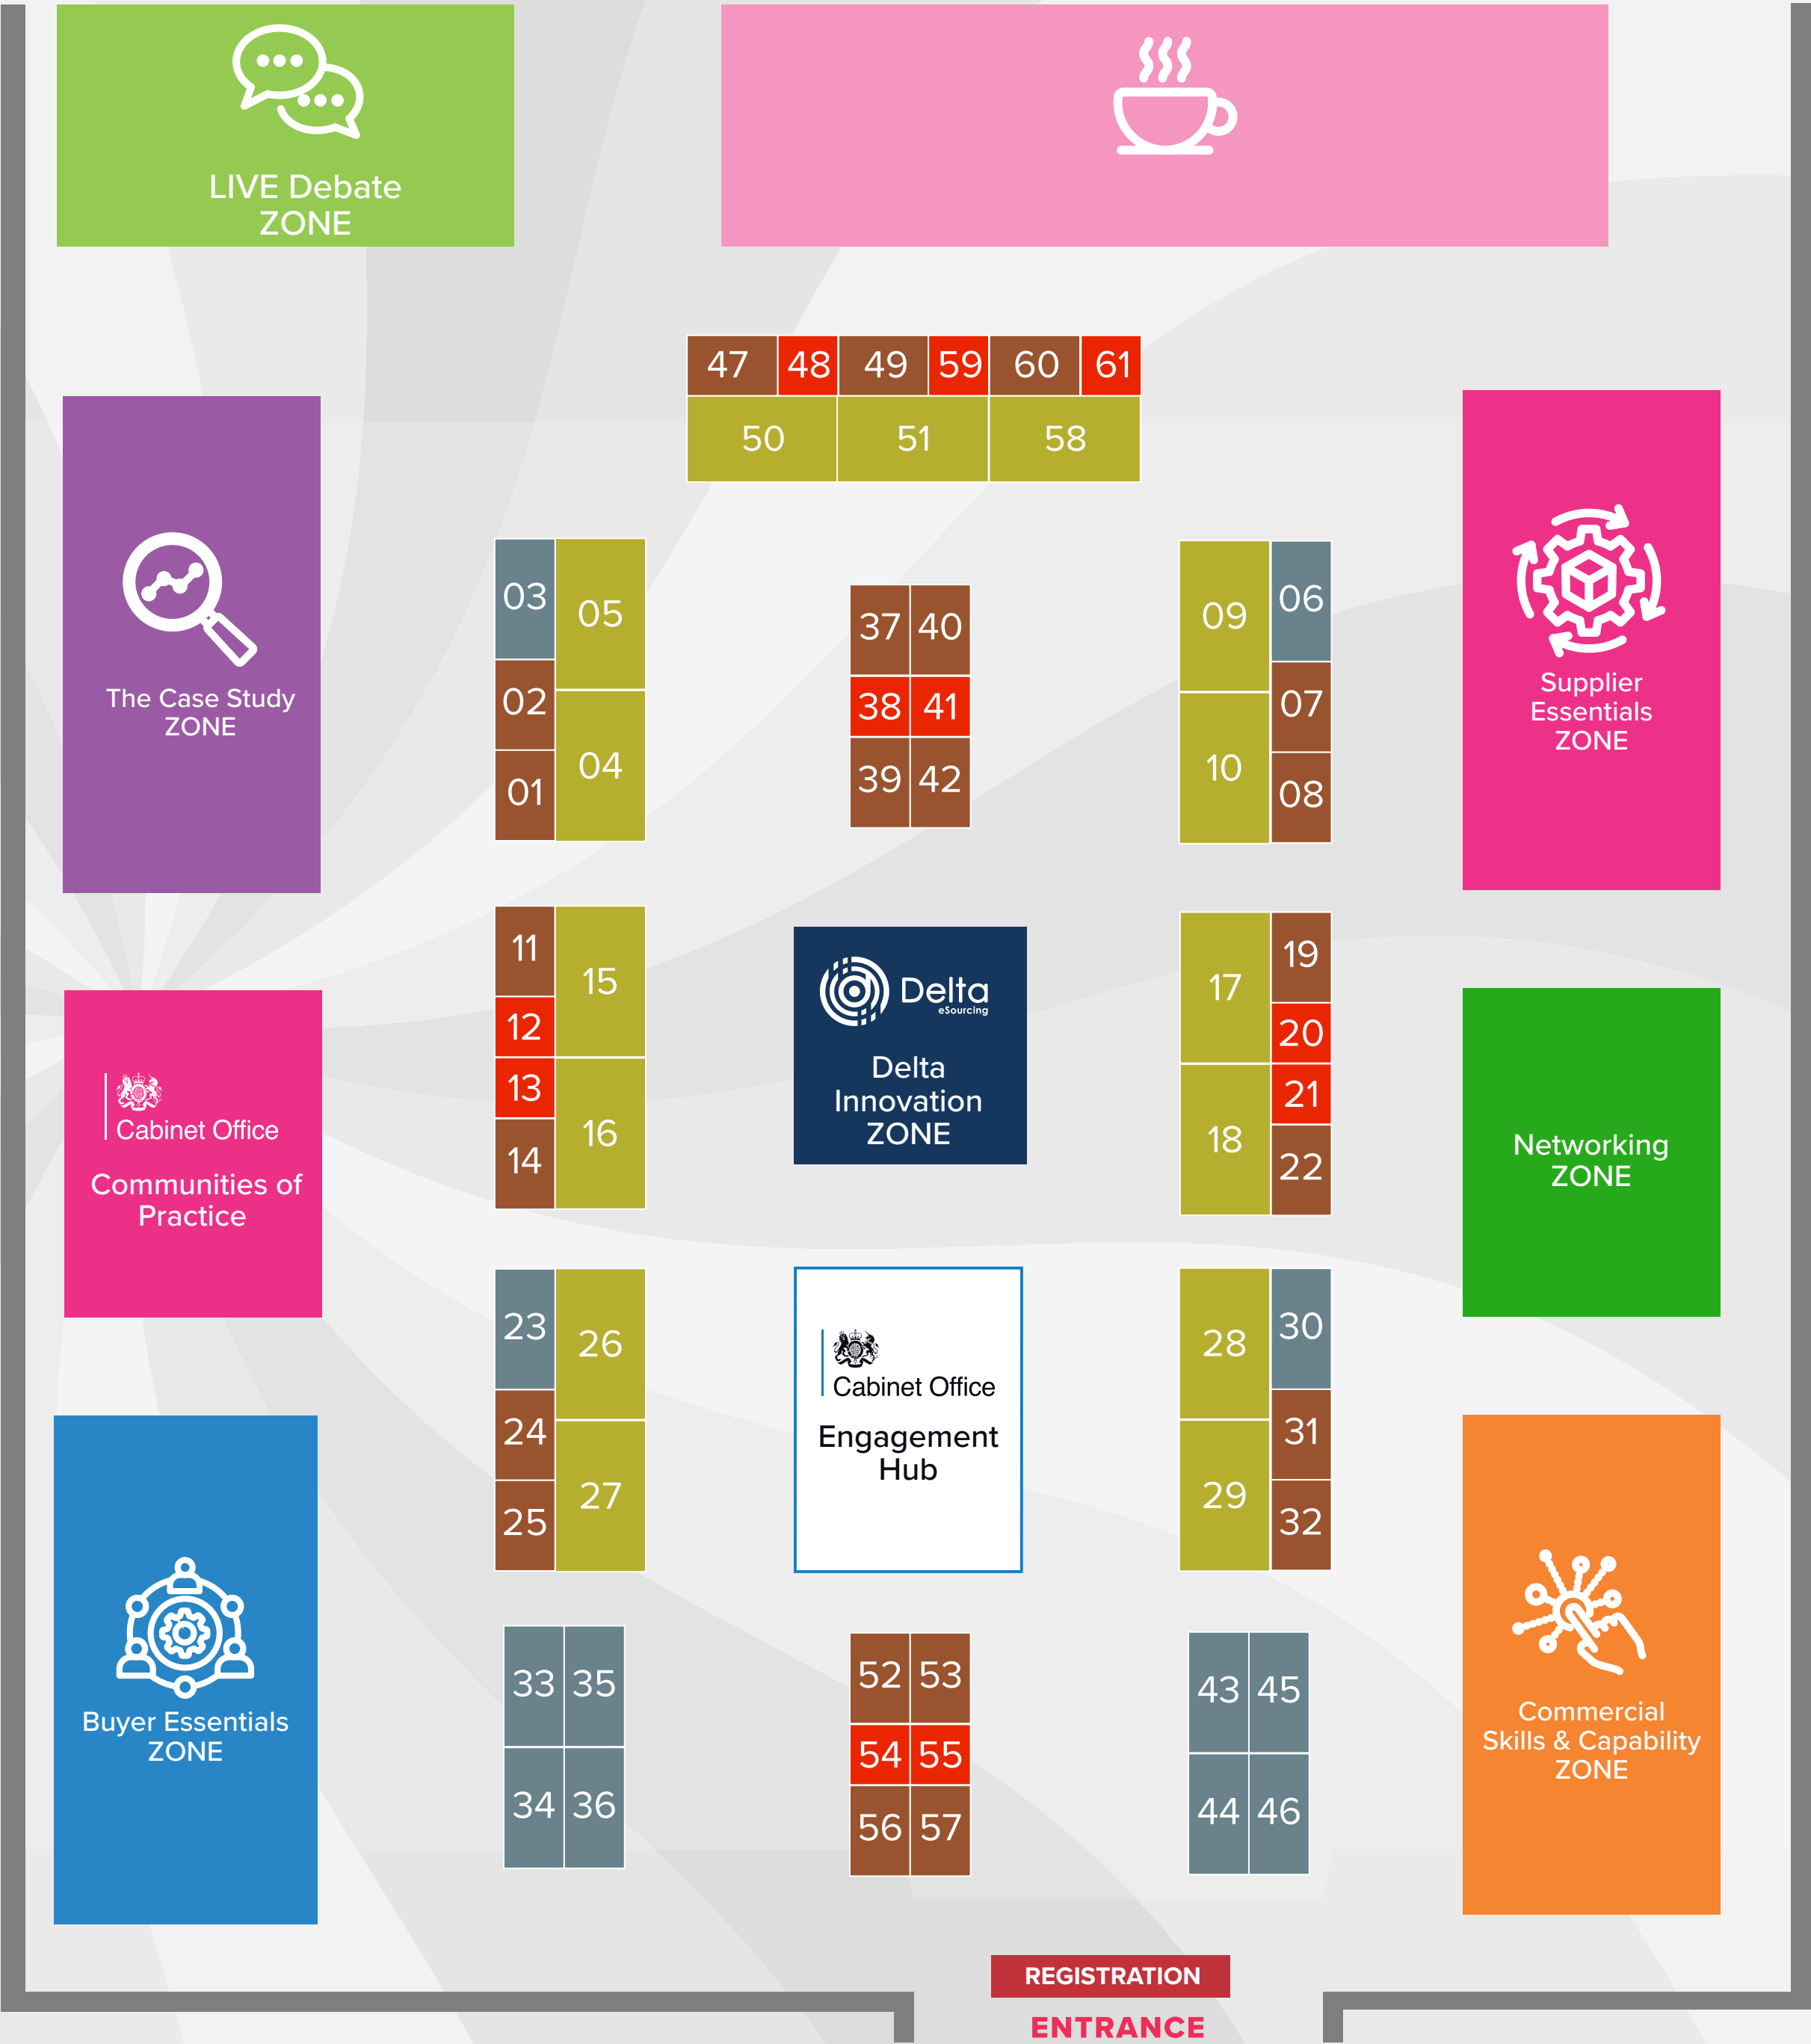 LIVE Debate
ZONE
47 48 49 59 60 61
50 51 58
The Case Study
ZONE
03 05
02 04
01
37 40
38 41
39 42
09 06
10 07
08
Supplier
Essentials
ZONE
Cabinet Office
Communities of
Practice
11 15
12
13 16
14
Delta
eSourcing
Delta
Innovation
ZONE
17 19
20
18 21
22
Networking
ZONE
Buyer Essentials
ZONE
23 26
24 27
25
Cabinet Office
Engagement
Hub
28 30
29 31
32
Commercial
Skills & Capability
ZONE
33 35
34 36
52 53
54 55
56 57
43 45
44 46
REGISTRATION
ENTRANCE